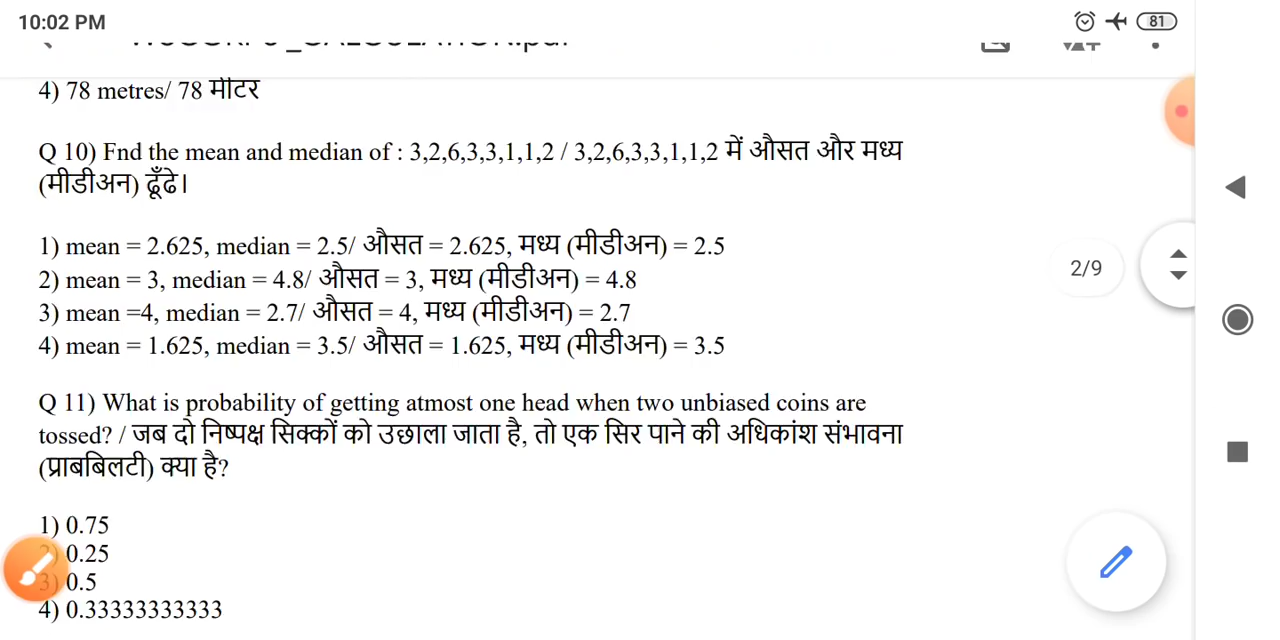 10:02 PM
81
4) 78 metres/ 78 मीटर
Q 10) Fnd the mean and median of : 3,2,6,3,3,1,1,2 / 3,2,6,3,3,1,1,2 में औसत और मध्य
(मीडीअन) ढूँढे।
1) mean = 2.625, median = 2.5/ औसत = 2.625, मध्य (मीडीअन) = 2.5
2) mean = 3, median = 4.8/ औसत = 3, मध्य (मीडीअन) = 4.8
2/9
3) mean =4, median = 2.7/ औसत = 4, मध्य (मीडीअन) = 2.7
4) mean = 1.625, median = 3.5/ औसत = 1.625, मध्य (मीडीअन) = 3.5
Q 11) What is probability of getting atmost one head when two unbiased coins are
tossed? / जब दो निष्पक्ष सिक्कों को उछाला जाता है, तो एक सिर पाने की अधिकांश संभावना
(प्राबबिलटी) क्या है?
1) 0.75
2) 0.25
3) 0.5
4) 0.33333333333